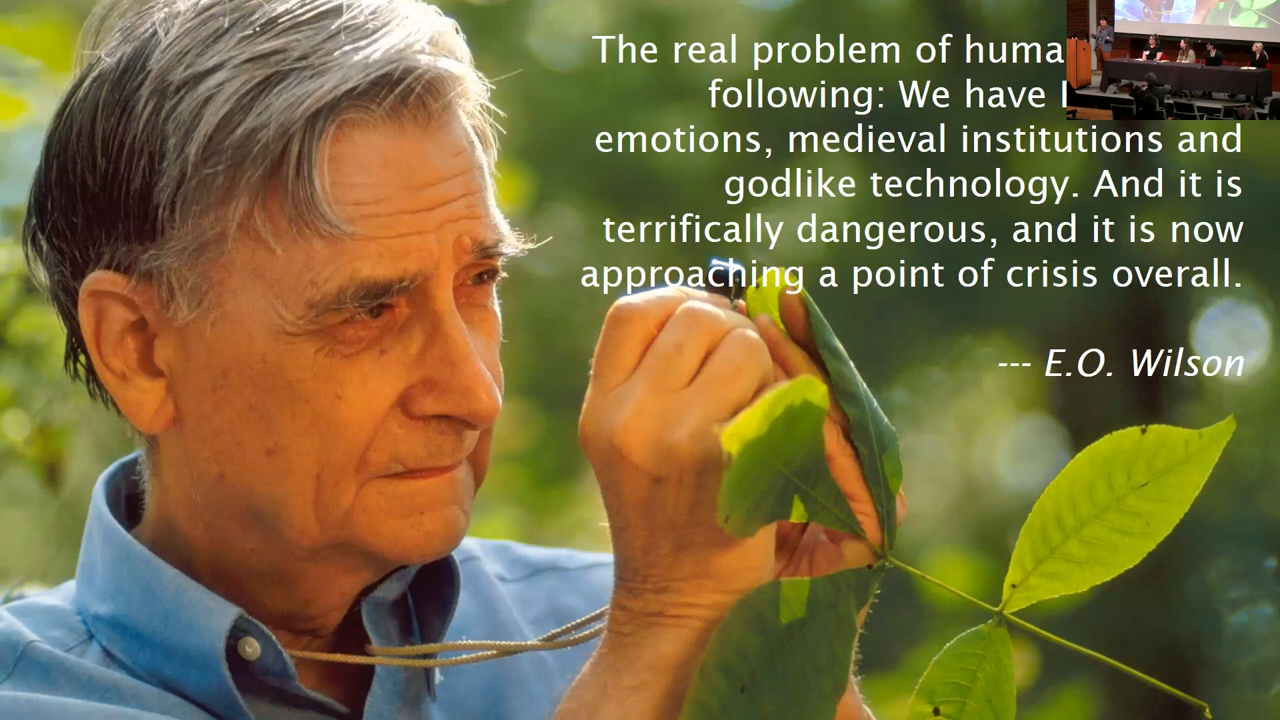 The real problem of huma
following: We have
emotions, medieval institutions and
godlike technology. And it is
terrifically dangerous, and it is now
approaching a point of crisis overall.
--- E.O. Wilson